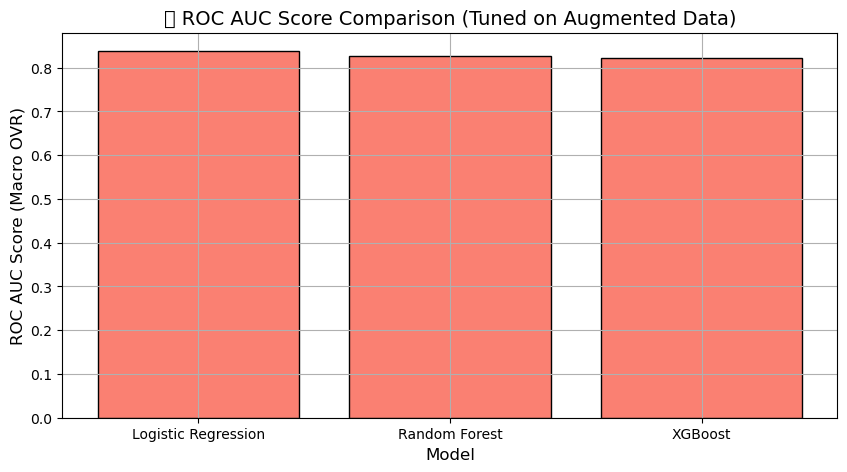 ROC AUC Score Comparison (Tuned on Augmented Data)
ROC AUC Score (Macro OVR)
0.8
0.7
0.6
0.5
0.4
0.3
0.2
0.1
0.0
Logistic Regression
Random Forest
XGBoost
Model